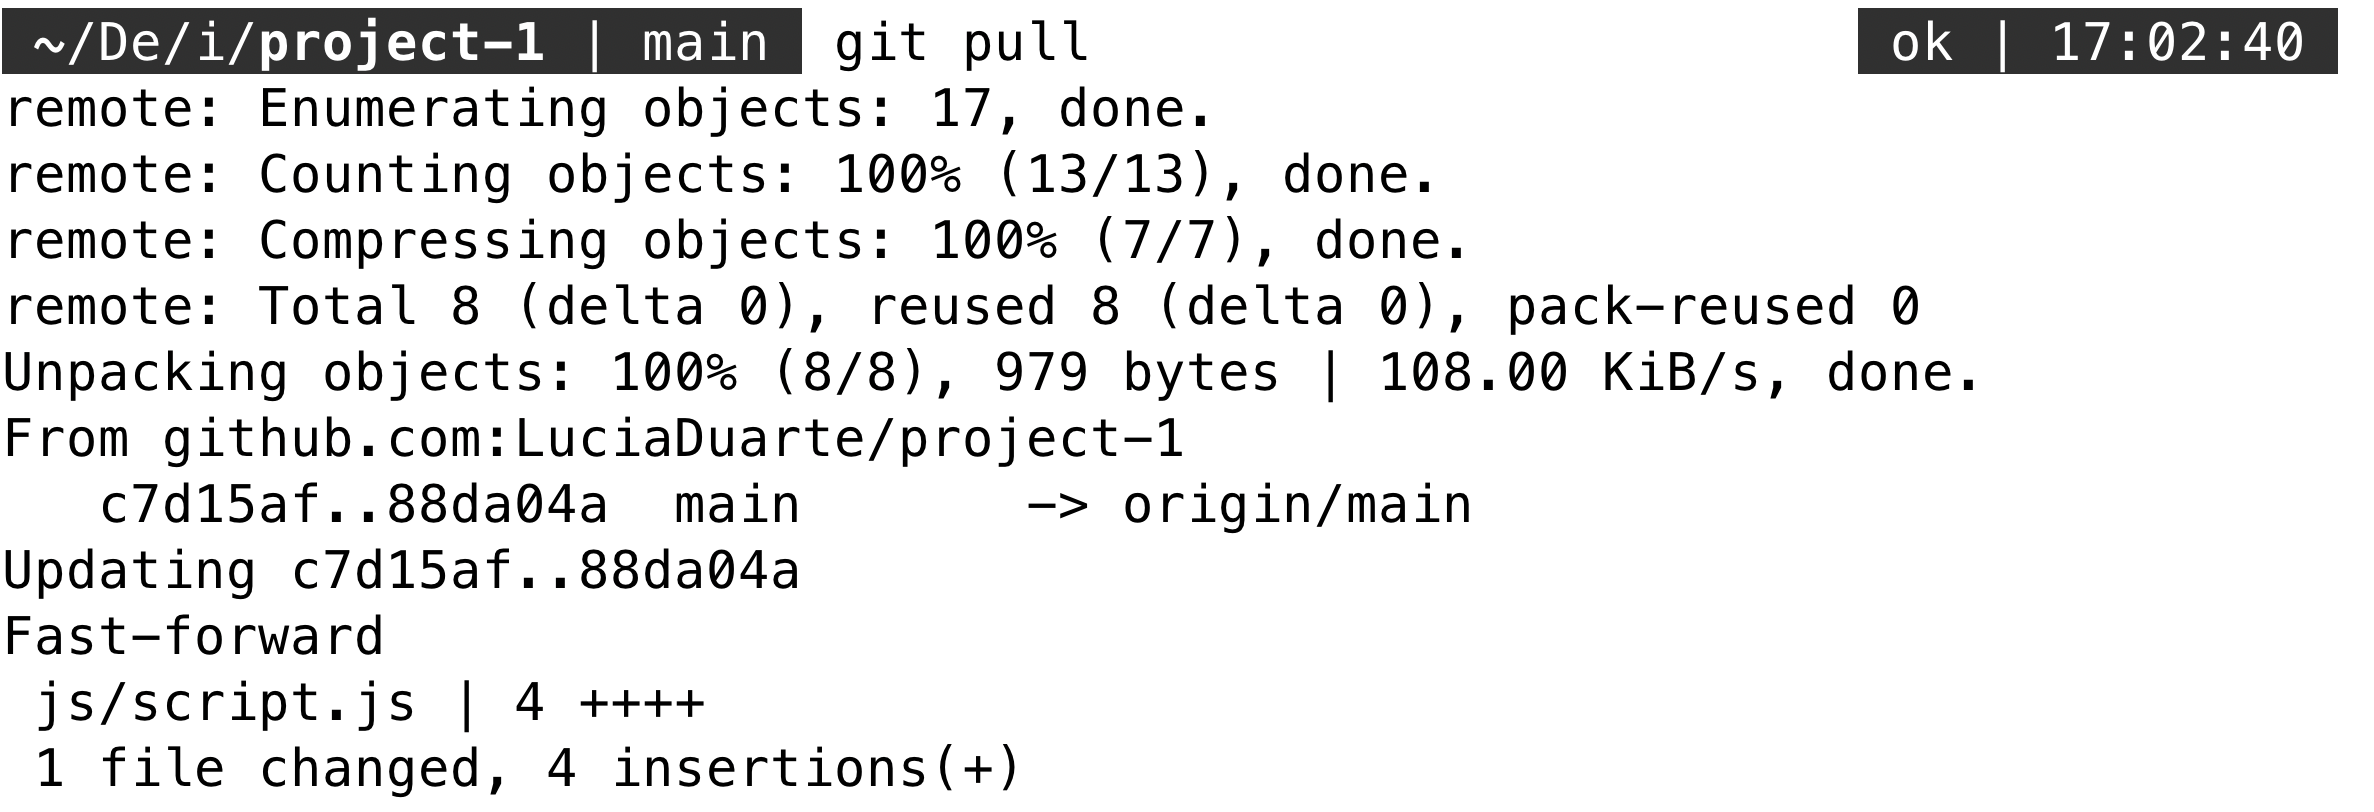 ~/De/i/project-1 | main  git pull  ok | 17:02:40
remote: Enumerating objects: 17, done.
remote: Counting objects: 100% (13/13), done.
remote: Compressing objects: 100% (7/7), done.
remote: Total 8 (delta 0), reused 8 (delta 0), pack-reused 0
Unpacking objects: 100% (8/8), 979 bytes | 108.00 KiB/s, done.
From github.com:LuciaDuarte/project-1
   c7d15af..88da04a  main       -> origin/main
Updating c7d15af..88da04a
Fast-forward
 js/script.js | 4 ++++
 1 file changed, 4 insertions(+)